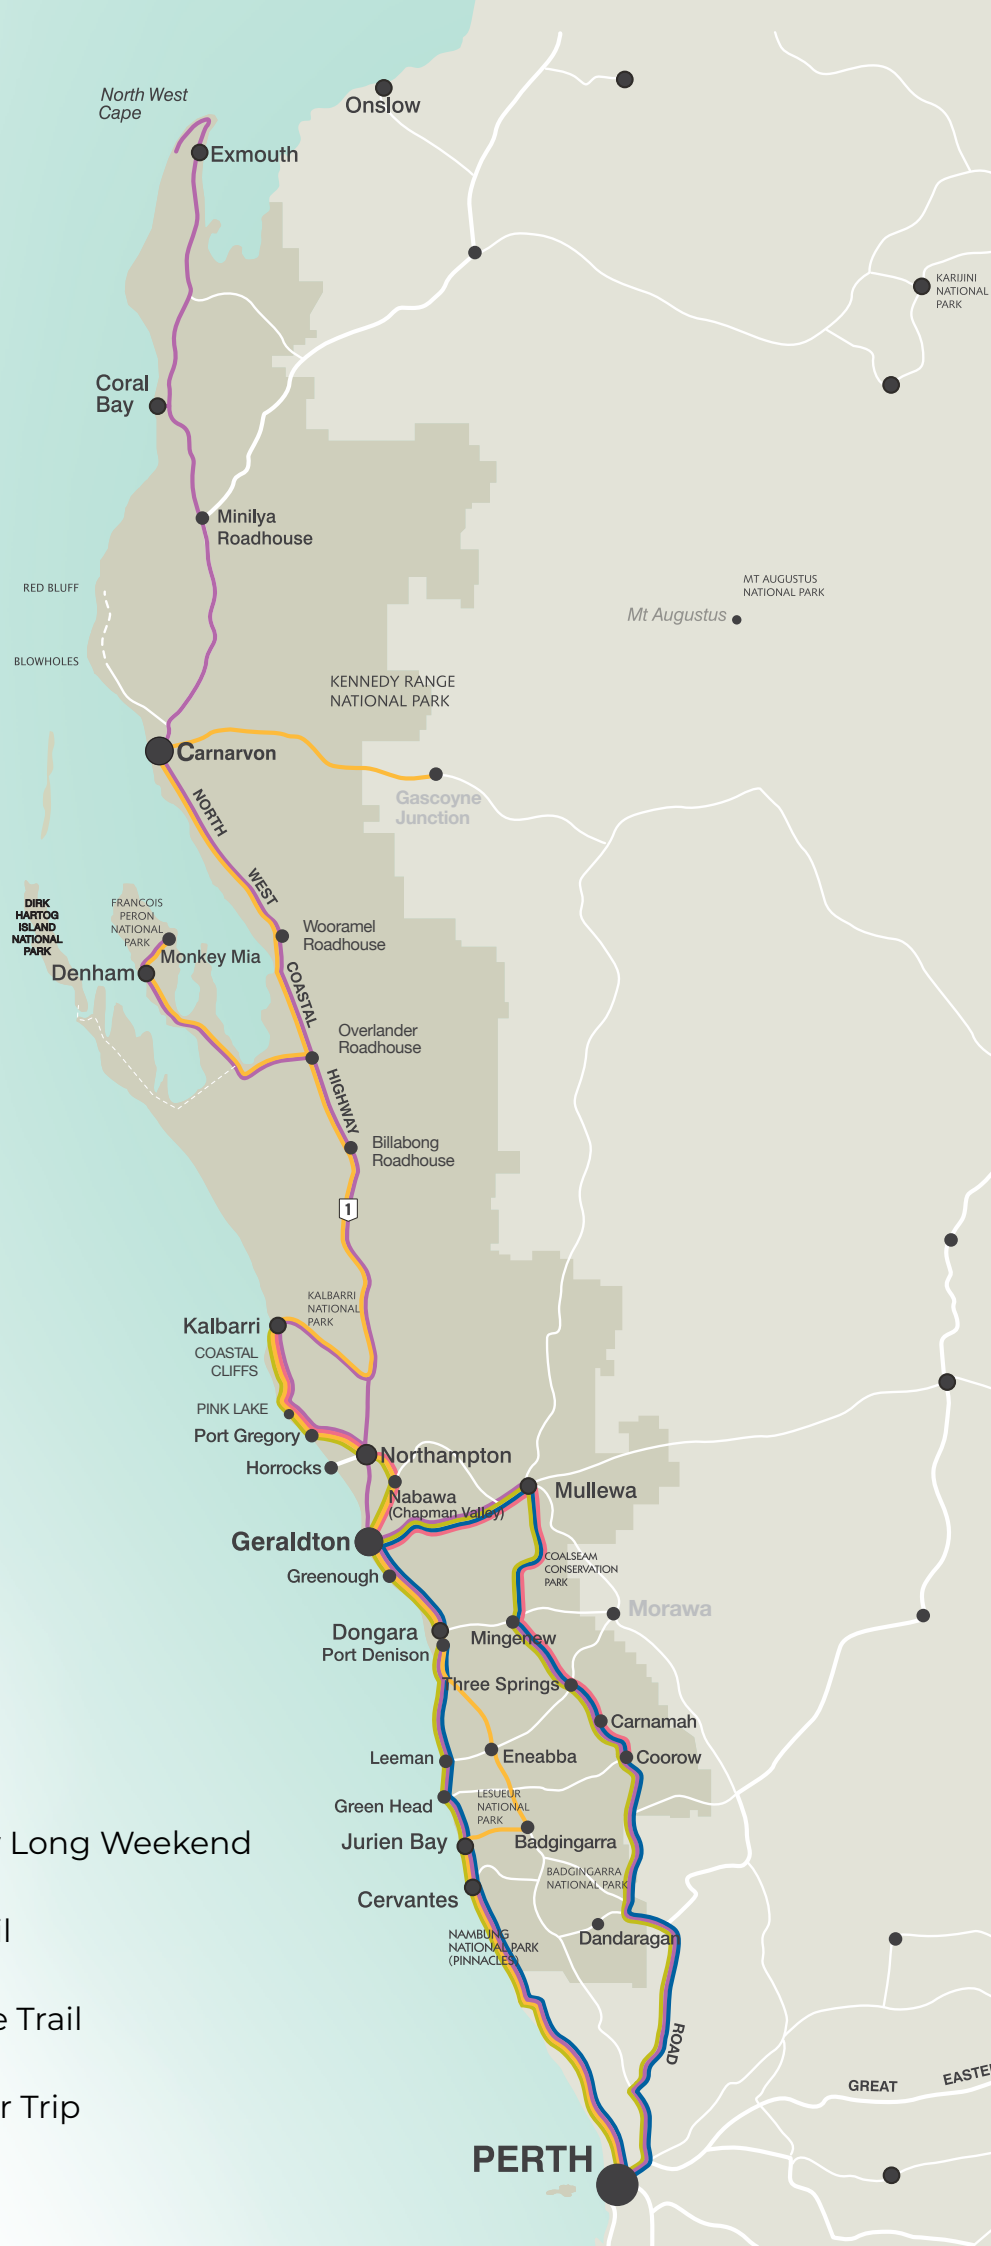 North West
Cape
Onslow
Exmouth
KARIJINI
NATIONAL
PARK
Coral
Bay
Minilya
Roadhouse
RED BLUFF
MT AUGUSTUS
NATIONAL PARK
Mt Augustus
BLOWHOLES
KENNEDY RANGE
NATIONAL PARK
Carnarvon
Gascoyne
Junction
NORTH
WEST
COASTAL
HIGHWAY
DIRK
HARTOG
ISLAND
NATIONAL
PARK
FRANCOIS
PERON
NATIONAL
PARK
Wooramel
Roadhouse
Monkey Mia
Denham
Overlander
Roadhouse
Billabong
Roadhouse
1
KALBARRI
NATIONAL
PARK
Kalbarri
COASTAL
CLIFFS
PINK LAKE
Port Gregory
Northampton
Horrocks
Nabawa
(Chapman Valley)
Mullewa
Geraldton
Greenough
COALSEAM
CONSERVATION
PARK
Morawa
Dongara
Port Denison
Mingenew
Three Springs
Carnamah
Leeman
Eneabba
Coorow
LESUEUR
NATIONAL
PARK
Green Head
Jurien Bay
Badgingarra
Long Weekend
BADGINGARRA
NATIONAL PARK
Cervantes
Dandaragan
NAMBUNG
NATIONAL PARK
(PINNACLES)
Trail
ROAD
GREAT
Trip
PERTH